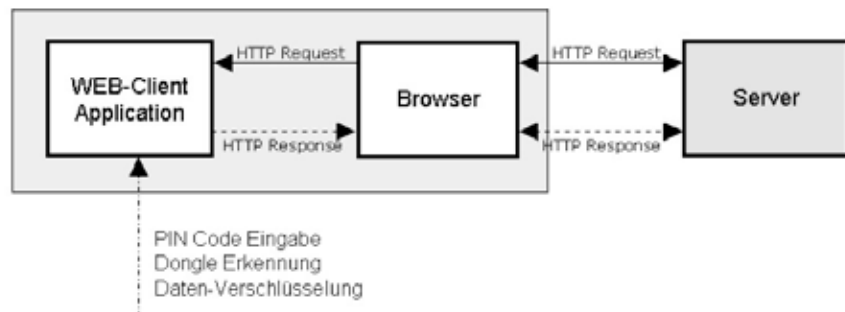 HTTP Request
HTTP Request
WEB-Client
Application
Browser
Server
HTTP Response
HTTP Response
PIN Code Eingabe
Dongle Erkennung
Daten-Verschlüsselung